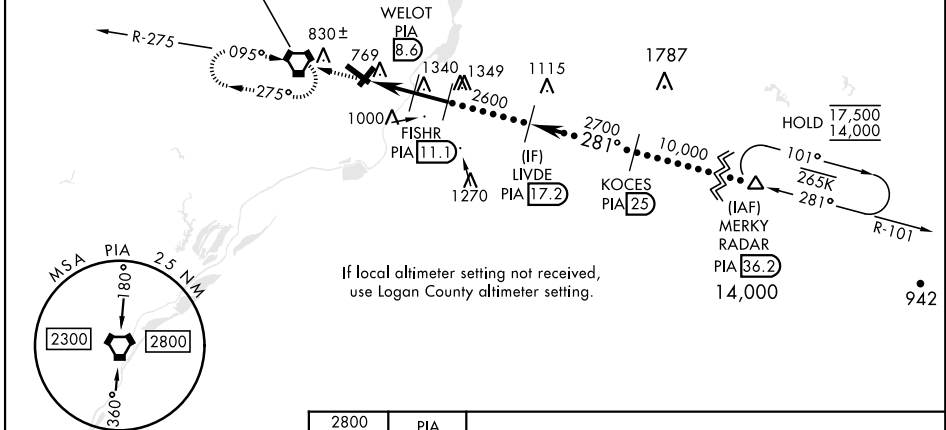 WELOT
PIA
8.6
R-275
830±
769
095°
275°
1340
1349
1115
1787
2600
1000
FISHR
PIA 11.1
1270
(IF)
LIVDE
PIA 17.2
2700
281°
10,000
KOCES
PIA 25
HOLD 17,500
14,000
101°
265K
281°
R-101
(IAF)
MERKY
RADAR
PIA 36.2
14,000
942
If local altimeter setting not received,
use Logan County altimeter setting.
MSA PIA 25 NM
180°
2300
2800
360°
2800
PIA